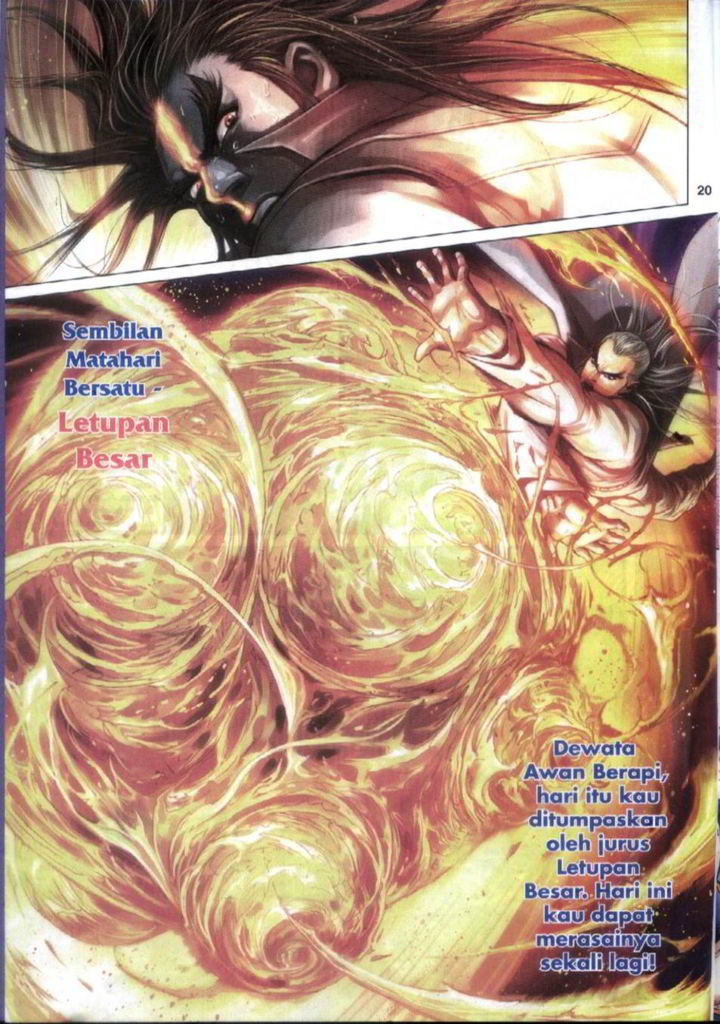 20
Sembilan
Matahari
Bersatu -
Letupan
Besar
Dewata
Awan Berapi,
hari itu kau
ditumpaskan
oleh jurus
Letupan
Besar. Hari ini
kau dapat
merasainya
sekali lagi!